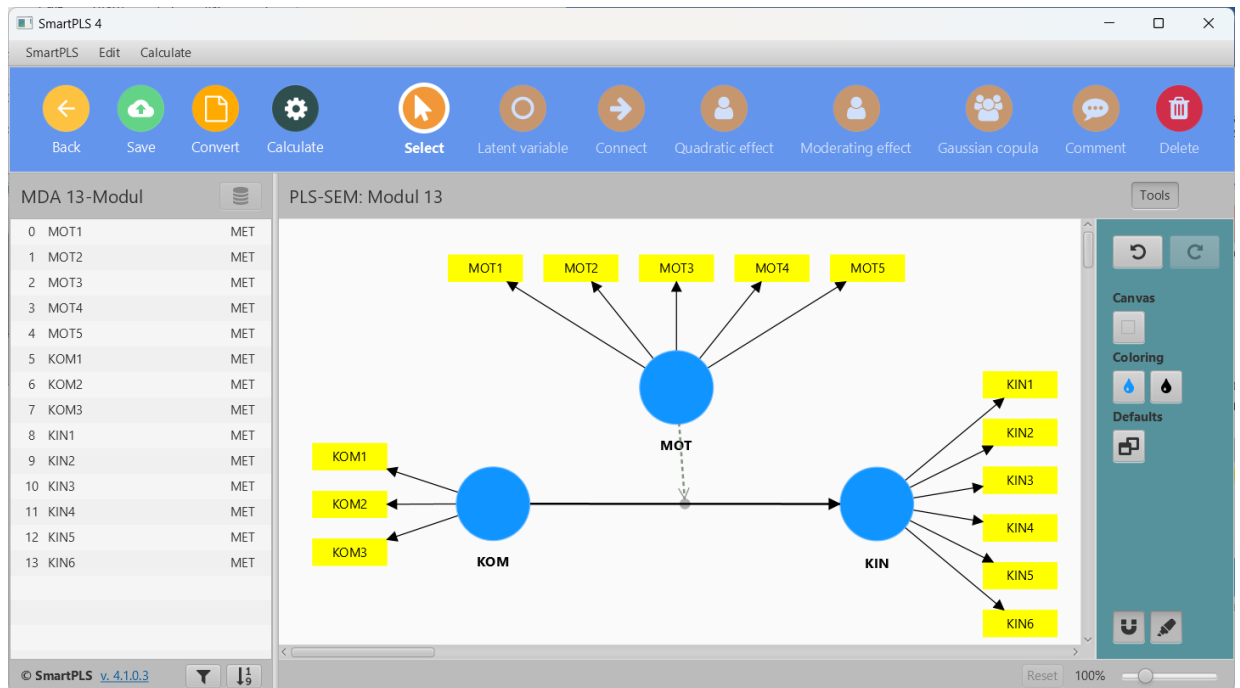 SmartPLS 4
SmartPLS Edit Calculate
Back Save Convert Calculate Select Latent variable Connect Quadratic effect Moderating effect Gaussian copula Comment Delete
MDA 13-Modul
PLS-SEM: Modul 13
Tools
0 MOT1 MET
1 MOT2 MET
2 MOT3 MET
3 MOT4 MET
4 MOT5 MET
5 KOM1 MET
6 KOM2 MET
7 KOM3 MET
8 KIN1 MET
9 KIN2 MET
10 KIN3 MET
11 KIN4 MET
12 KIN5 MET
13 KIN6 MET
MOT1 MOT2 MOT3 MOT4 MOT5
MOT
KOM1
KOM2
KOM3
KOM
KIN
KIN1
KIN2
KIN3
KIN4
KIN5
KIN6
Canvas
Coloring
Defaults
© SmartPLS v. 4.1.0.3
1
9
Reset 100%